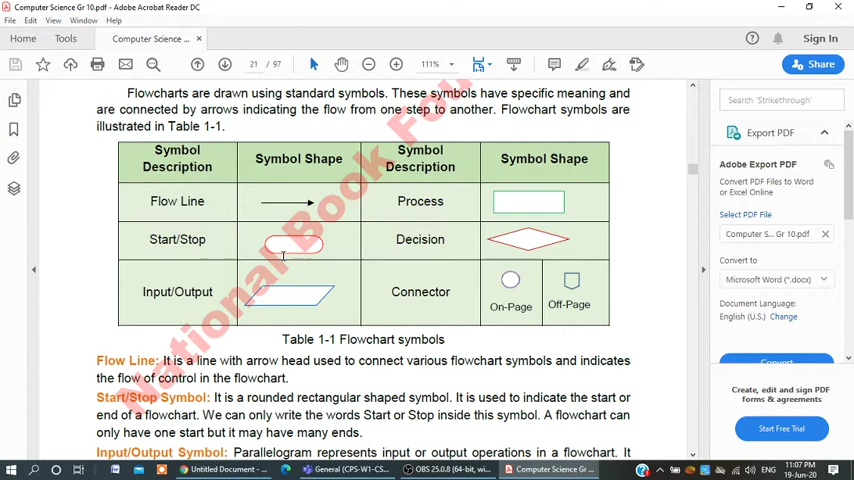 Computer Science Gr 10.pdf - Adobe Acrobat Reader DC
File Edit View Window Help
Home Tools Computer Science ... × Sign In
21 / 97 111% Share
Flowcharts are drawn using standard symbols. These symbols have specific meaning and
are connected by arrows indicating the flow from one step to another. Flowchart symbols are
illustrated in Table 1-1.
Symbol Description Symbol Shape Symbol Description Symbol Shape
Flow Line Process
Start/Stop Decision
Input/Output Connector On-Page Off-Page
Table 1-1 Flowchart symbols
Flow Line: It is a line with arrow head used to connect various flowchart symbols and indicates
the flow of control in the flowchart.
Start/Stop Symbol: It is a rounded rectangular shaped symbol. It is used to indicate the start or
end of a flowchart. We can only write the words Start or Stop inside this symbol. A flowchart can
only have one start but it may have many ends.
Input/Output Symbol: Parallelogram represents input or output operations in a flowchart. It
National Book Fou
Search 'Strikethrough'
Export PDF
Adobe Export PDF
Convert PDF Files to Word
or Excel Online
Select PDF File
Computer S... Gr 10.pdf ×
Convert to
Microsoft Word (*.docx)
Document Language:
English (U.S.) Change
Convert
Create, edit and sign PDF
forms & agreements
Start Free Trial
Untitled Document - ... General (CPS-W1-CS... OBS 25.0.8 (64-bit, w... Computer Science Gr ... ENG
11:07 PM
19-Jun-20